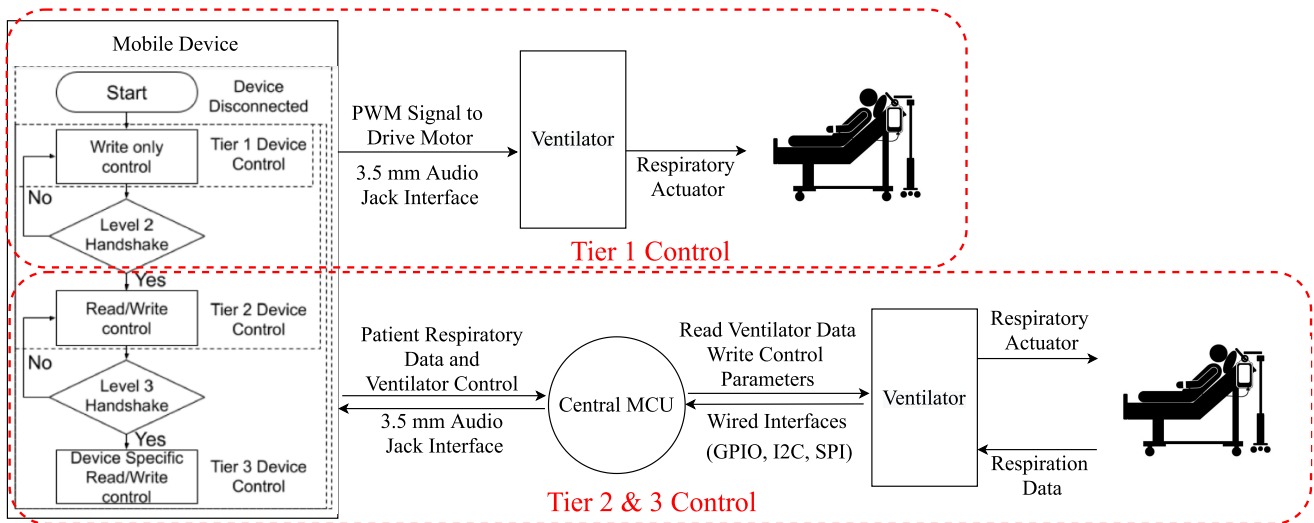 Mobile Device
Start
Device
Disconnected
Write only
control
Tier 1 Device
Control
No
Level 2
Handshake
Yes
Read/Write
control
Tier 2 Device
Control
No
Level 3
Handshake
Yes
Device Specific
Read/Write
control
Tier 3 Device
Control
PWM Signal to
Drive Motor
3.5 mm Audio
Jack Interface
Ventilator
Respiratory
Actuator
Tier 1 Control
Patient Respiratory
Data and
Ventilator Control
3.5 mm Audio
Jack Interface
Central MCU
Read Ventilator Data
Write Control
Parameters
Wired Interfaces
(GPIO, I2C, SPI)
Ventilator
Respiratory
Actuator
Respiration
Data
Tier 2 & 3 Control